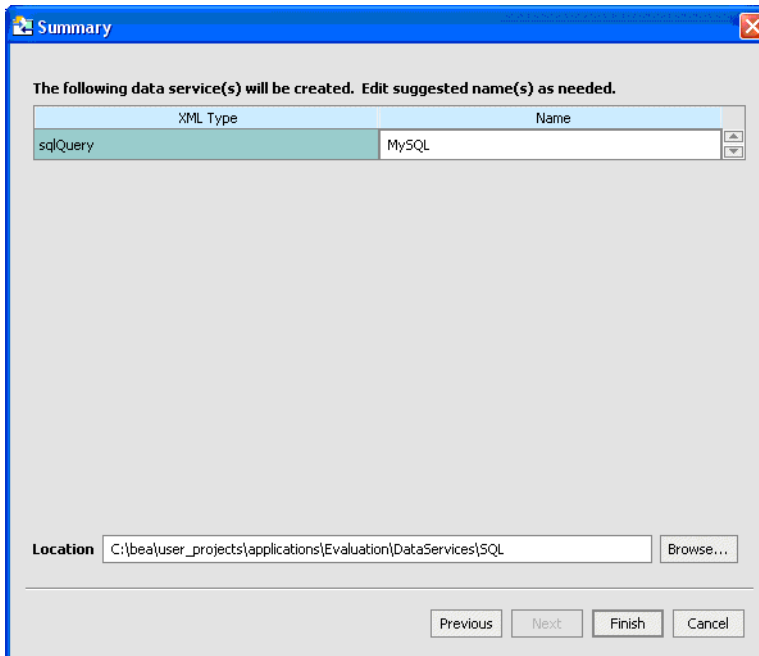 Summary
The following data service(s) will be created. Edit suggested name(s) as needed.
XML Type Name
sqlQuery MySQL
Location C:\bea\user_projects\applications\Evaluation\DataServices\SQL Browse...
Previous Next Finish Cancel